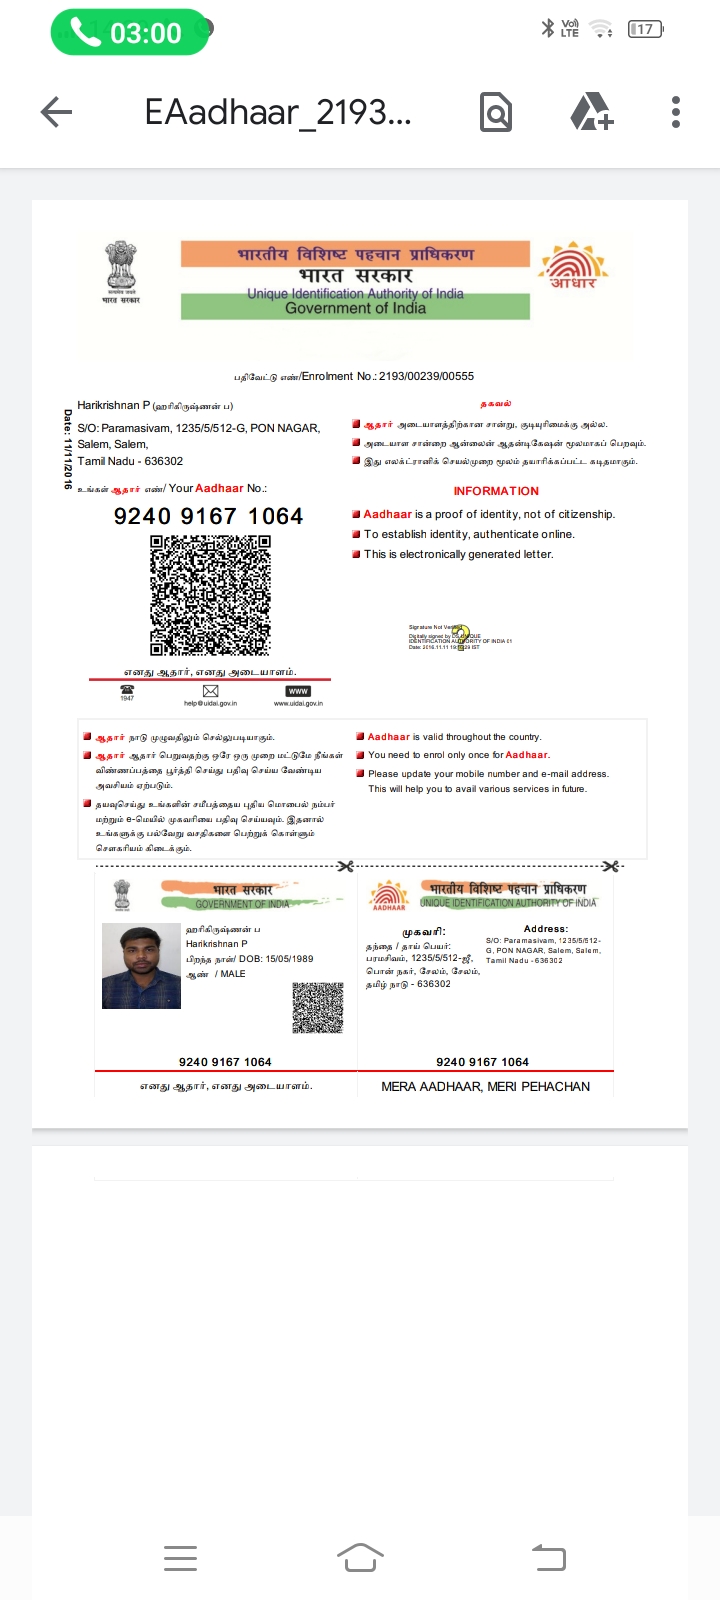 03:00
Vo))
LTE
17
EAadhaar_2193...
सत्यमेव जयते
भारत सरकार
भारतीय विशिष्ट पहचान प्राधिकरण
भारत सरकार
Unique Identification Authority of India
Government of India
आधार
பதிவேட்டு எண்/Enrolment No.: 2193/00239/00555
Date: 11/11/2016
Harikrishnan P (ஹரிகிருஷ்ணன் ப)
S/O: Paramasivam, 1235/5/512-G, PON NAGAR,
Salem, Salem,
Tamil Nadu - 636302
உங்கள் ஆதார் எண்/ Your Aadhaar No.:
9240 9167 1064
எனது ஆதார், எனது அடையாளம்.
1947
help@uidai.gov.in
www
www.uidai.gov.in
தகவல்
ஆதார் அடையாளத்திற்கான சான்று, குடியுரிமைக்கு அல்ல.
அடையாள சான்றை ஆன்லைன் ஆதன்டிகேஷன் மூலமாகப் பெறவும்.
இது எலக்ட்ரானிக் செயல்முறை மூலம் தயாரிக்கப்பட்ட கடிதமாகும்.
INFORMATION
Aadhaar is a proof of identity, not of citizenship.
To establish identity, authenticate online.
This is electronically generated letter.
Signature Not Verified
Digitally signed by
IDENTIFICATION AUTHORITY OF INDIA 01
Date: 2016.11.11 IST
ஆதார் நாடு முழுவதிலும் செல்லுபடியாகும்.
ஆதார் ஆதார் பெறுவதற்கு ஒரே ஒரு முறை மட்டுமே நீங்கள்
விண்ணப்பத்தை பூர்த்தி செய்து பதிவு செய்ய வேண்டிய
அவசியம் ஏற்படும்.
தயவுசெய்து உங்களின் சமீபத்தைய புதிய மொபைல் நம்பர்
மற்றும் e-மெயில் முகவரியை பதிவு செய்யவும். இதனால்
உங்களுக்கு பல்வேறு வசதிகளை பெற்றுக் கொள்ளும்
சௌகரியம் கிடைக்கும்.
Aadhaar is valid throughout the country.
You need to enrol only once for Aadhaar.
Please update your mobile number and e-mail address.
This will help you to avail various services in future.
भारत सरकार
GOVERNMENT OF INDIA
ஹரிகிருஷ்ணன் ப
Harikrishnan P
பிறந்த நாள்/ DOB: 15/05/1989
ஆண் / MALE
9240 9167 1064
எனது ஆதார், எனது அடையாளம்.
AADHAAR
भारतीय विशिष्ट पहचान प्राधिकरण
UNIQUE IDENTIFICATION AUTHORITY OF INDIA
முகவரி:
தந்தை / தாய் பெயர்:
பரமசிவம், 1235/5/512-ஜீ,
பொன் நகர், சேலம், சேலம்,
தமிழ் நாடு - 636302
Address:
S/O: Paramasivam, 1235/5/512-
G, PON NAGAR, Salem, Salem,
Tamil Nadu - 636302
9240 9167 1064
MERA AADHAAR, MERI PEHACHAN